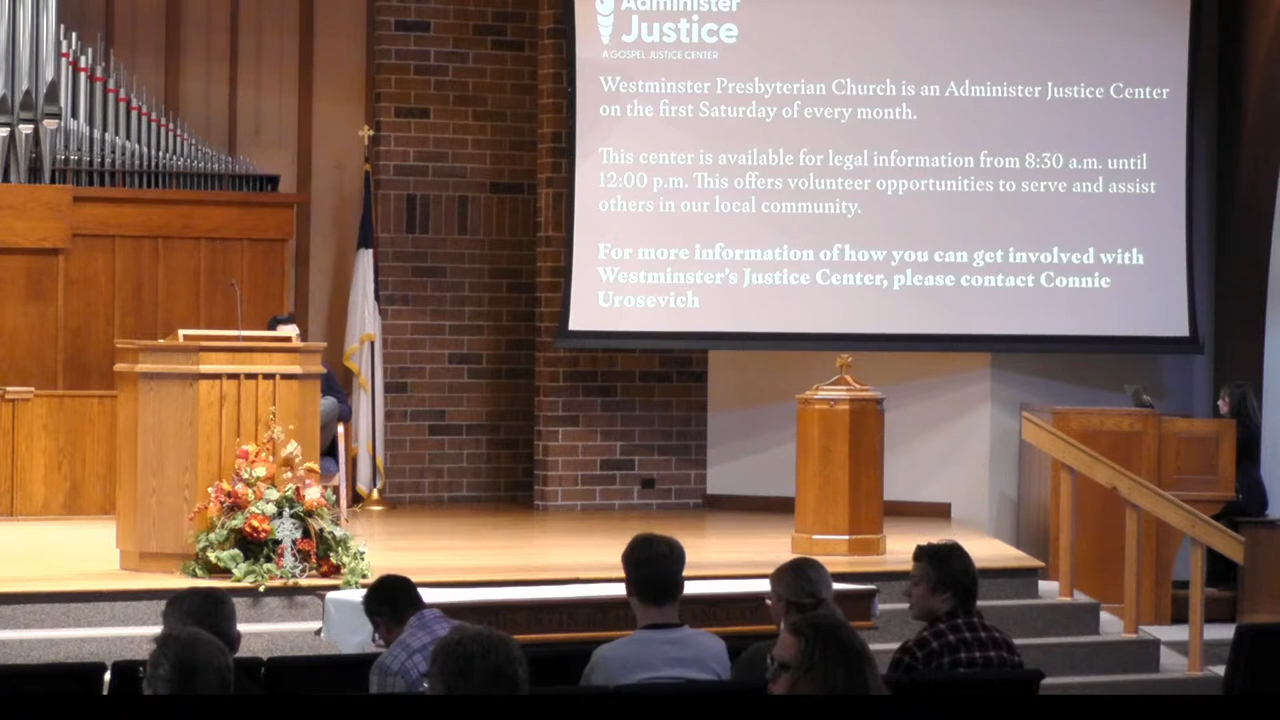 Administer
Justice
A GOSPEL JUSTICE CENTER
Westminster Presbyterian Church is an Administer Justice Center
on the first Saturday of every month.
This center is available for legal information from 8:30 a.m. until
12:00 p.m. This offers volunteer opportunities to serve and assist
others in our local community.
For more information of how you can get involved with
Westminster's Justice Center, please contact Connie
Urosevich